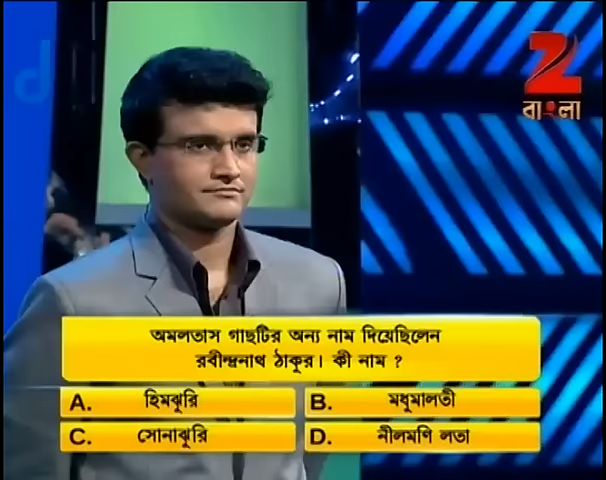 Z
বাংলা
অমলতাস গাছটির অন্য নাম দিয়েছিলেন
রবীন্দ্রনাথ ঠাকুর। কী নাম ?
A. হিমঝুরি
B. মধুমালতী
C. সোনাঝুরি
D. নীলমণি লতা